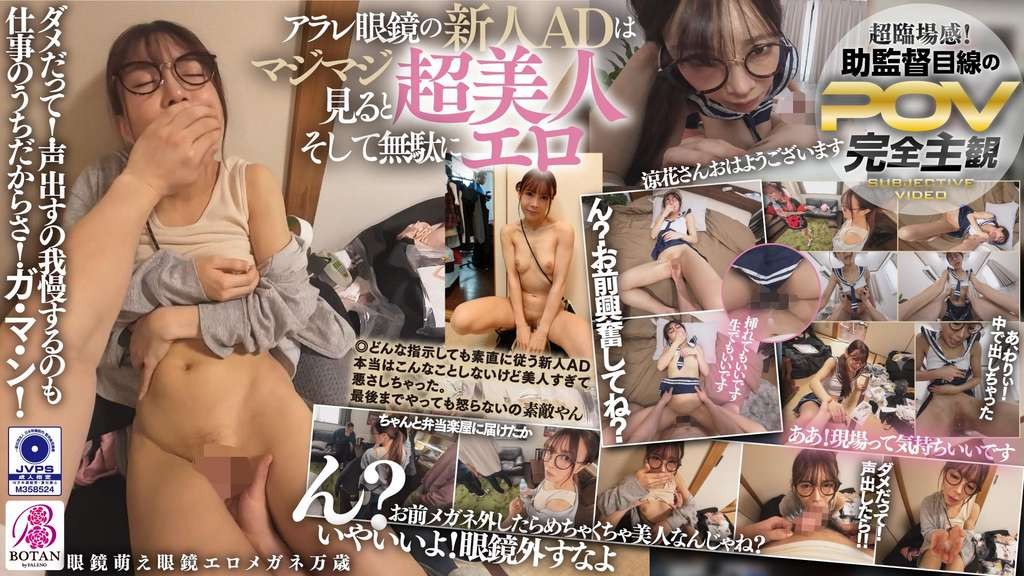 アラレ眼鏡の新人ADは
マジマジ
見ると超美人
そして無駄にエロ
ダメだって!声出すの我慢するのも
仕事のうちだからさ!ガ・マ・ン!
超臨場感!
助監督目線の
POV
完全主観
SUBJECTIVE
VIDEO
涼花さんおはようございます
ん?お前興奮してね?
挿れてもいいです
生でもいいです
あ、わりい!
中で出しちゃった
◎どんな指示しても素直に従う新人AD
本当はこんなことしないけど美人すぎて
悪さしちゃった。
最後までやっても怒らないの素敵やん
ちゃんと弁当楽屋に届けたか
ああ!現場って気持ちいいです
ダメだって!
声出したら!!
ん?
お前メガネ外したらめちゃくちゃ美人なんじゃね?
いやいいよ!眼鏡外すなよ
JVPS
成人指定
M358524
BOTAN
by FALENO
眼鏡萌え眼鏡エロメガネ万歳